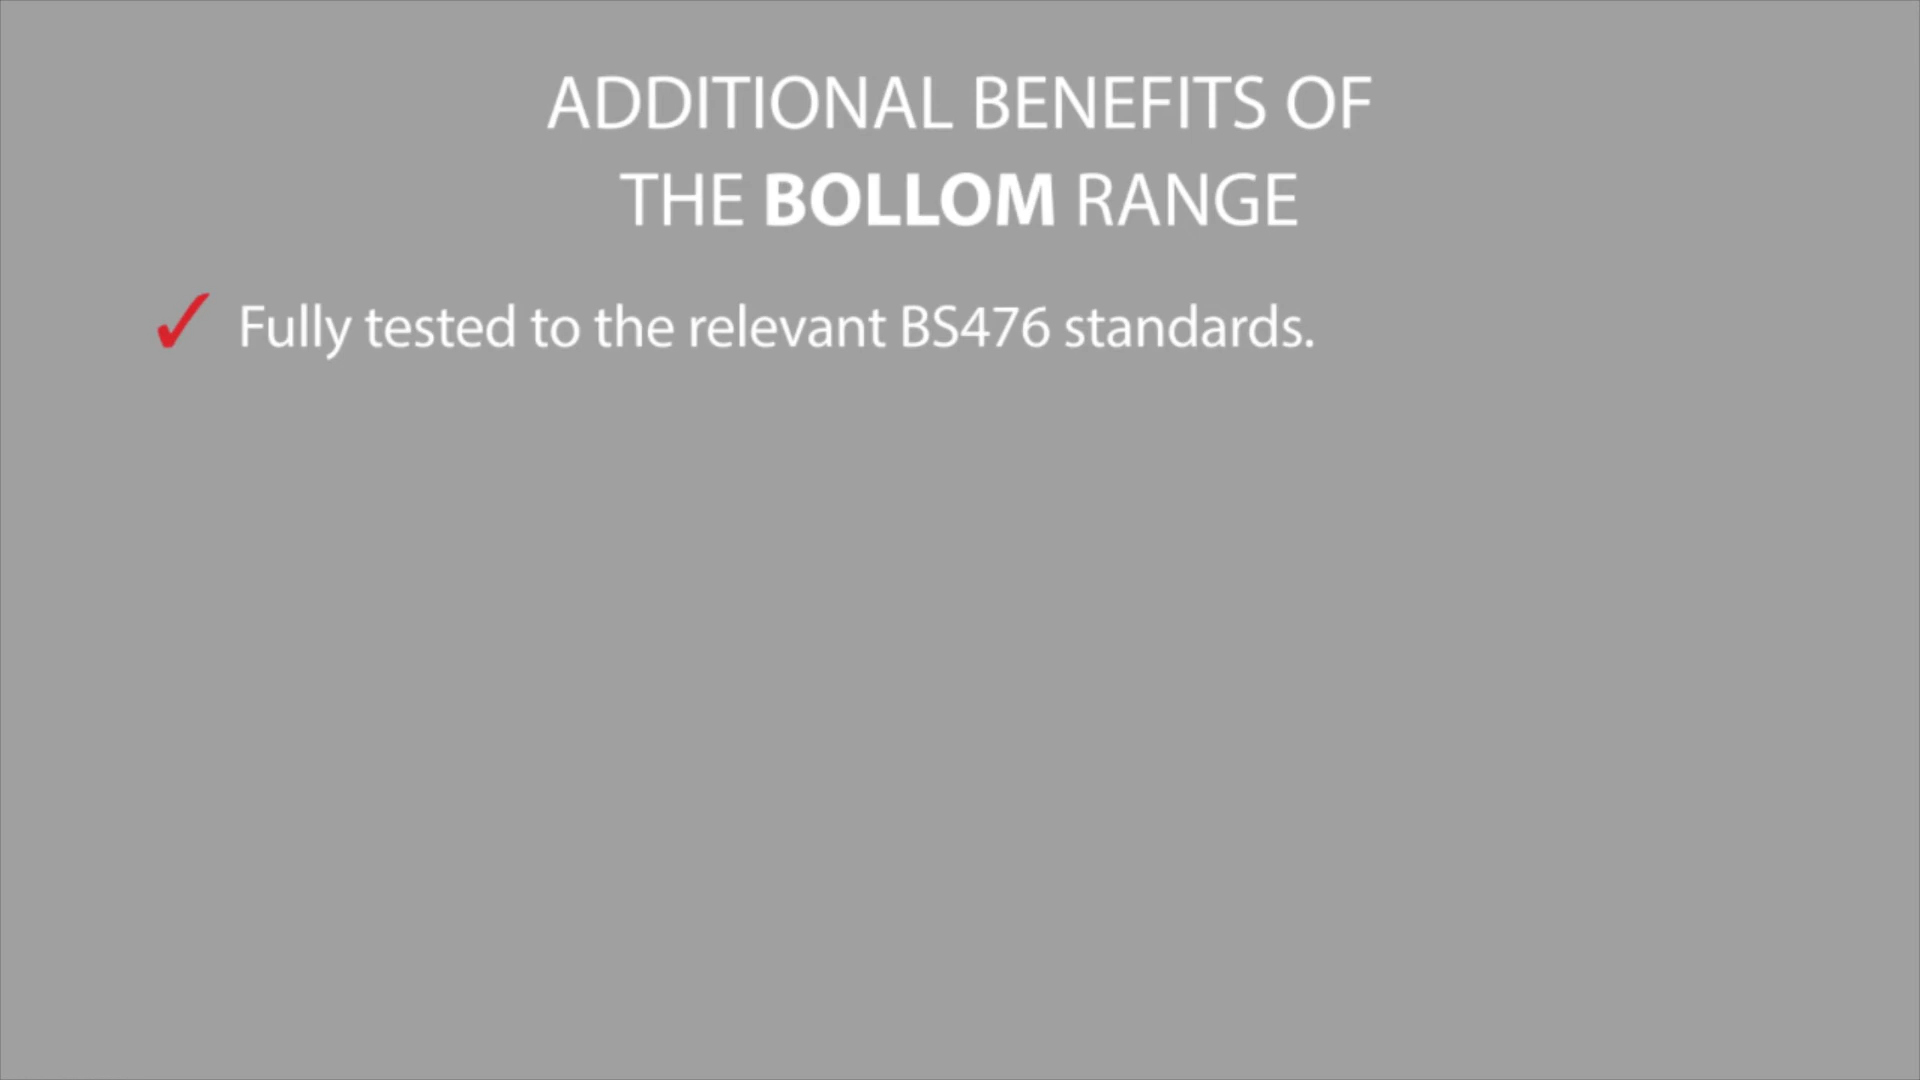 ADDITIONAL BENEFITS OF
THE BOLLOM RANGE
✓ Fully tested to the relevant BS476 standards.